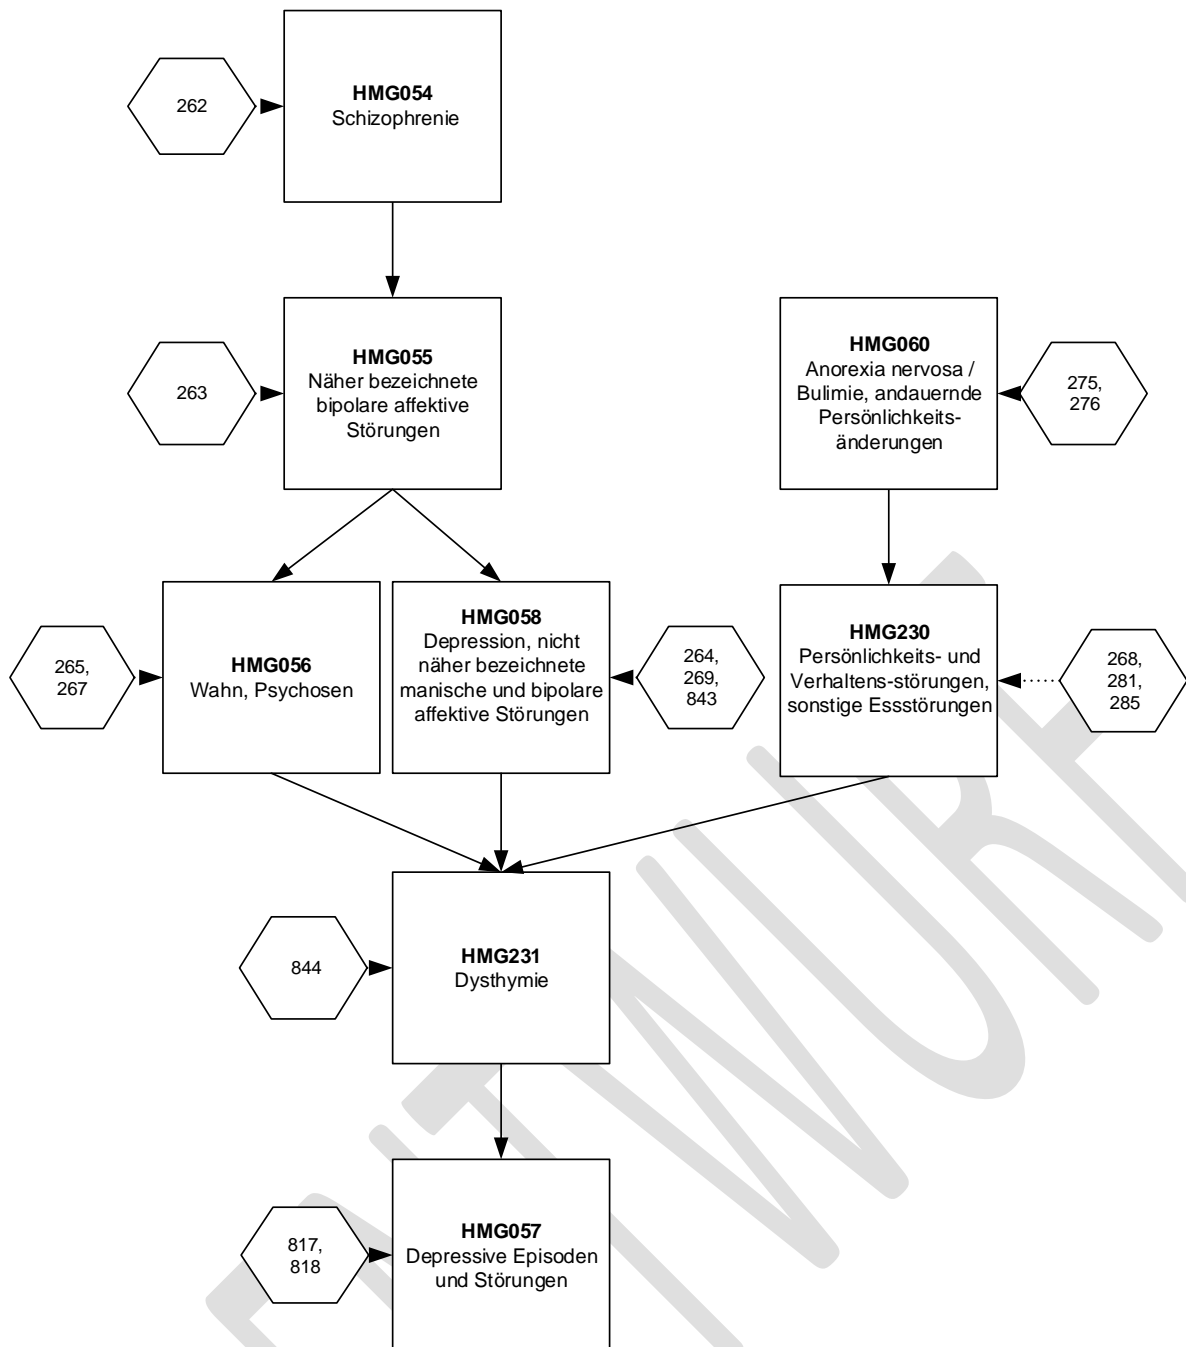 262
HMG054
Schizophrenie
263
HMG055
Näher bezeichnete
bipolare affektive
Störungen
HMG060
Anorexia nervosa /
Bulimie, andauernde
Persönlichkeits-
änderungen
275,
276
265,
267
HMG056
Wahn, Psychosen
HMG058
Depression, nicht
näher bezeichnete
manische und bipolare
affektive Störungen
264,
269,
843
HMG230
Persönlichkeits- und
Verhaltens-störungen,
sonstige Essstörungen
268,
281,
285
844
HMG231
Dysthymie
817,
818
HMG057
Depressive Episoden
und Störungen
ENTWURF